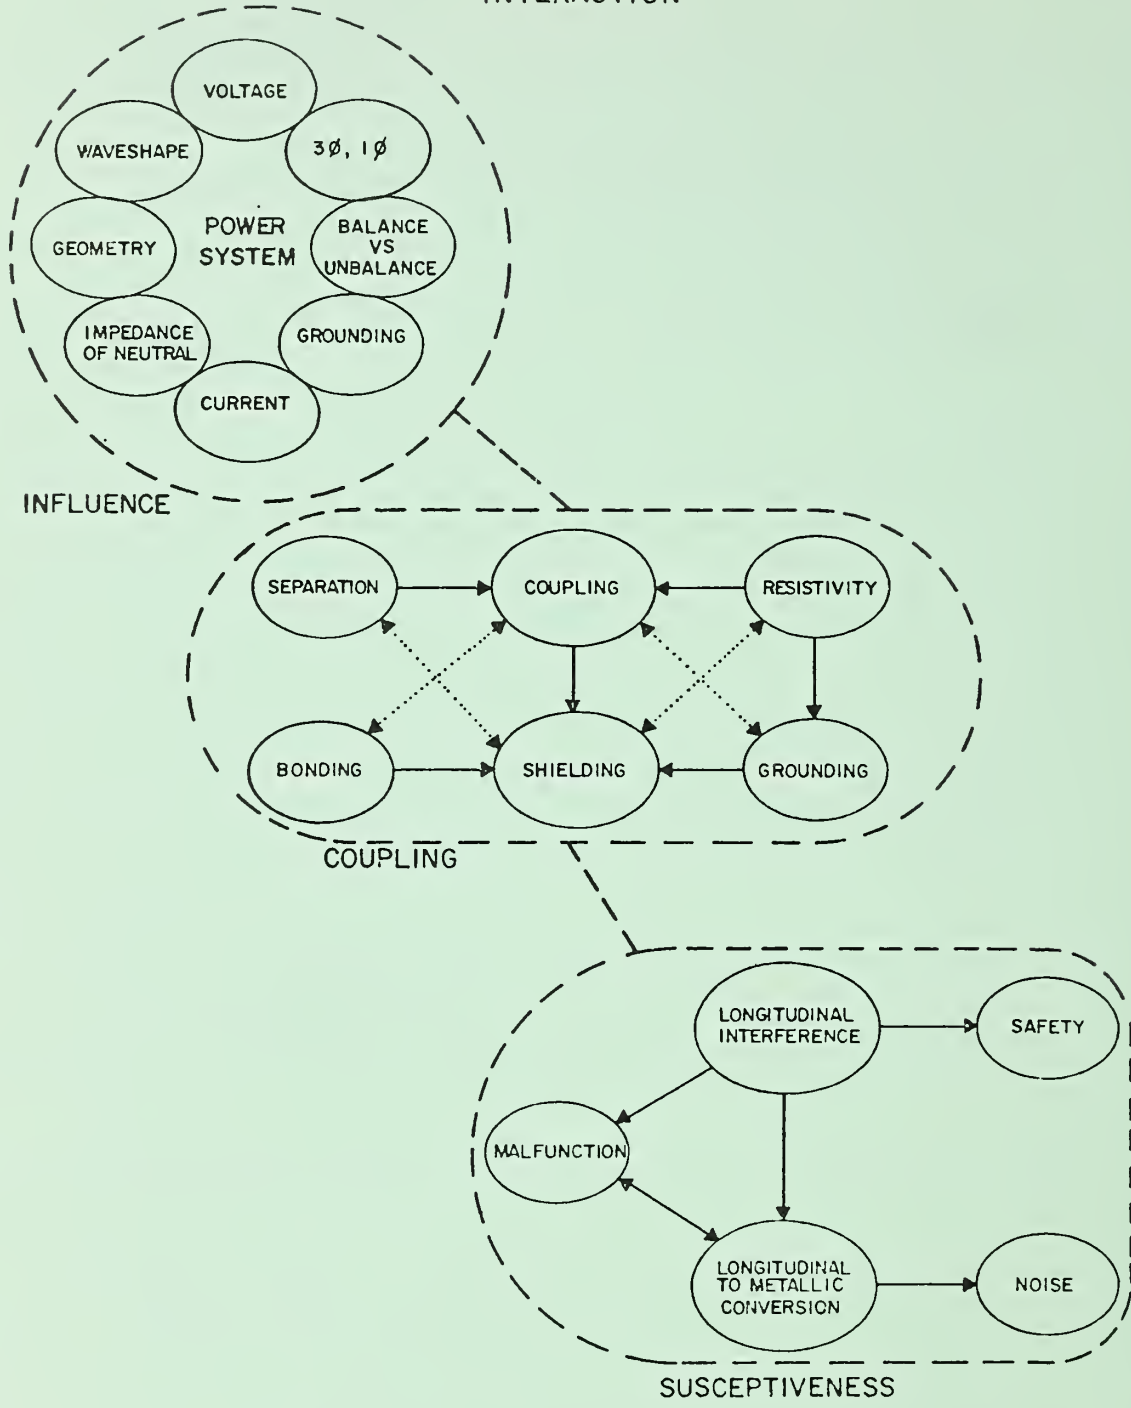 VOLTAGE
WAVESHAPE
3Ø, 1Ø
POWER
SYSTEM
GEOMETRY
BALANCE
VS
UNBALANCE
IMPEDANCE
OF NEUTRAL
GROUNDING
CURRENT
INFLUENCE
SEPARATION
COUPLING
RESISTIVITY
BONDING
SHIELDING
GROUNDING
COUPLING
LONGITUDINAL
INTERFERENCE
SAFETY
MALFUNCTION
LONGITUDINAL
TO METALLIC
CONVERSION
NOISE
SUSCEPTIVENESS